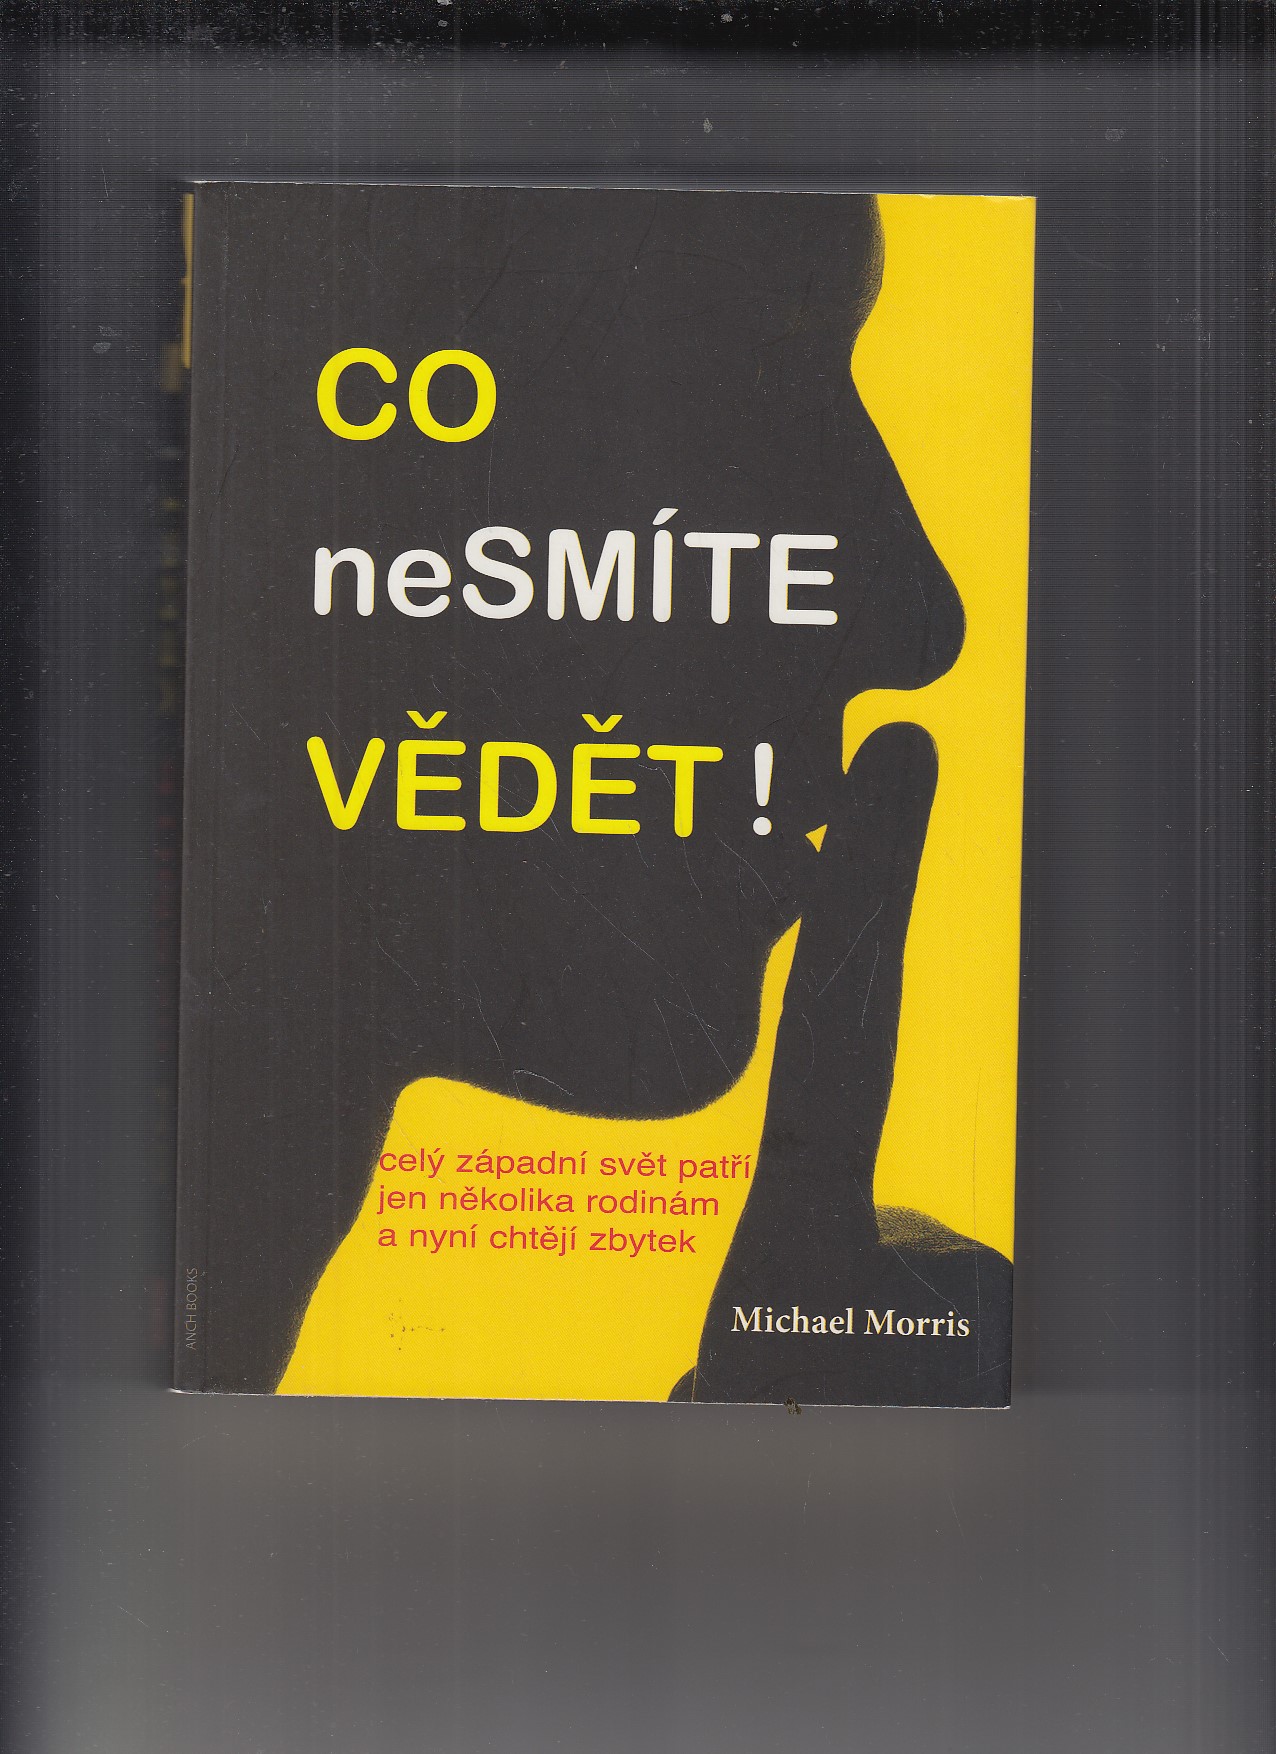 CO
neSMÍTE
VĚDĚT !
celý západní svět patří
jen několika rodinám
a nyní chtějí zbytek
Michael Morris
ANCH BOOKS